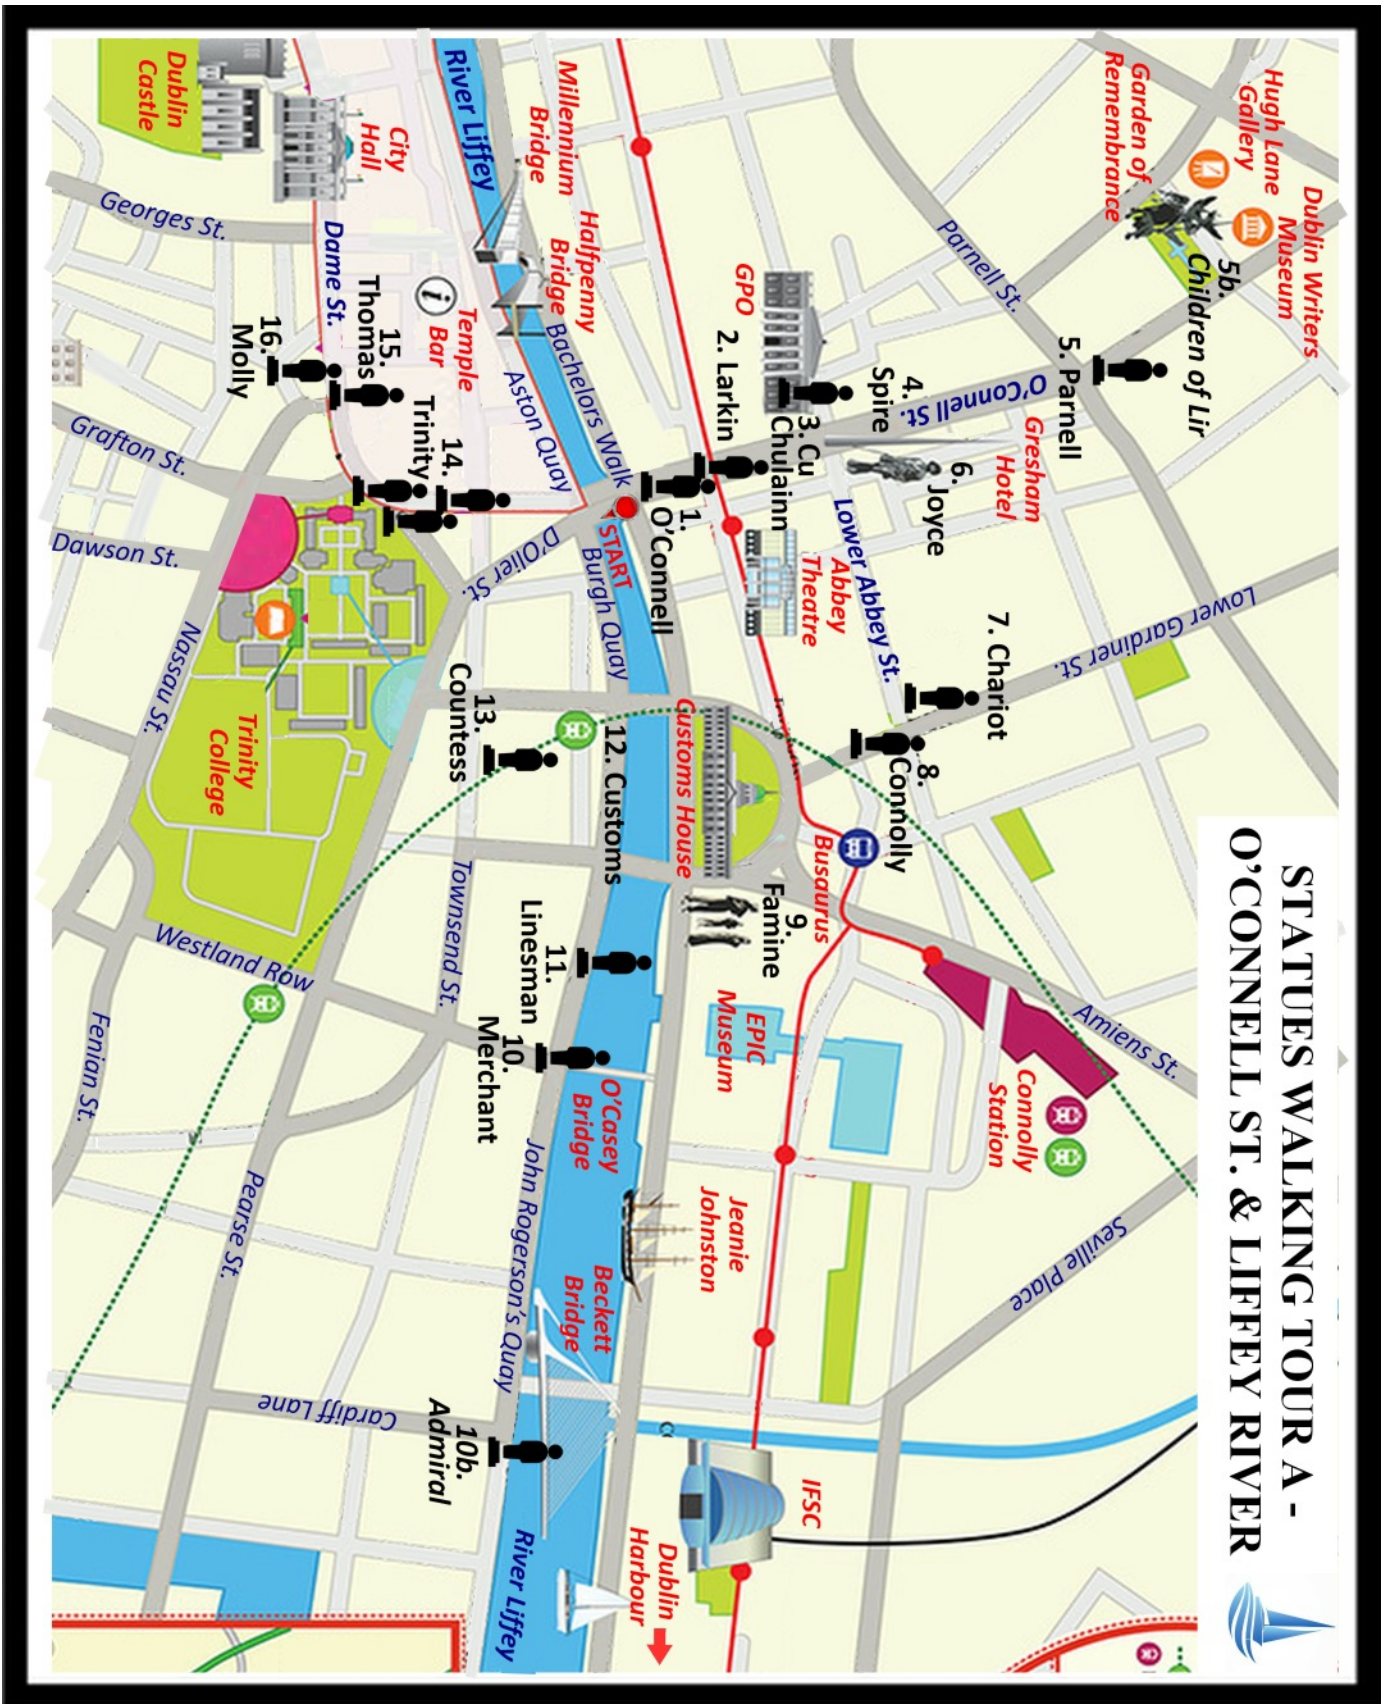 STATUES WALKING TOUR A -
O'CONNELL ST. & LIFFEY RIVER
Dublin
Castle
City
Hall
River Liffey
Millennium
Bridge
Halfpenny
Bridge
Garden of
Remembrance
Hugh Lane
Gallery
Dublin Writers
Museum
5b.
Children of Lir
Georges St.
Dame St.
Parnell St.
GPO
Bachelors Walk
Aston Quay
Temple
Bar
i
15.
Thomas
16.
Molly
14.
Trinity
2. Larkin
3. Cu
Chulainn
4.
Spire
O'Connell St.
5. Parnell
Gresham
Hotel
6.
Joyce
Grafton St.
Dawson St.
Nassau St.
D'Olier St.
START
Burgh Quay
1.
O'Connell
Abbey
Theatre
Lower Abbey St.
7. Chariot
Lower Gardiner St.
8.
Connolly
Trinity
College
13.
Countess
12. Customs
Customs House
Busaurus
9.
Famine
Townsend St.
Westland Row
11.
Linesman
10.
Merchant
O'Casey
Bridge
EPIC
Museum
Amiens St.
Connolly
Station
Fenian St.
Pearse St.
John Rogerson's Quay
Jeanie
Johnston
Seville Place
Beckett
Bridge
Cardiff Lane
10b.
Admiral
River Liffey
IFSC
Dublin
Harbour